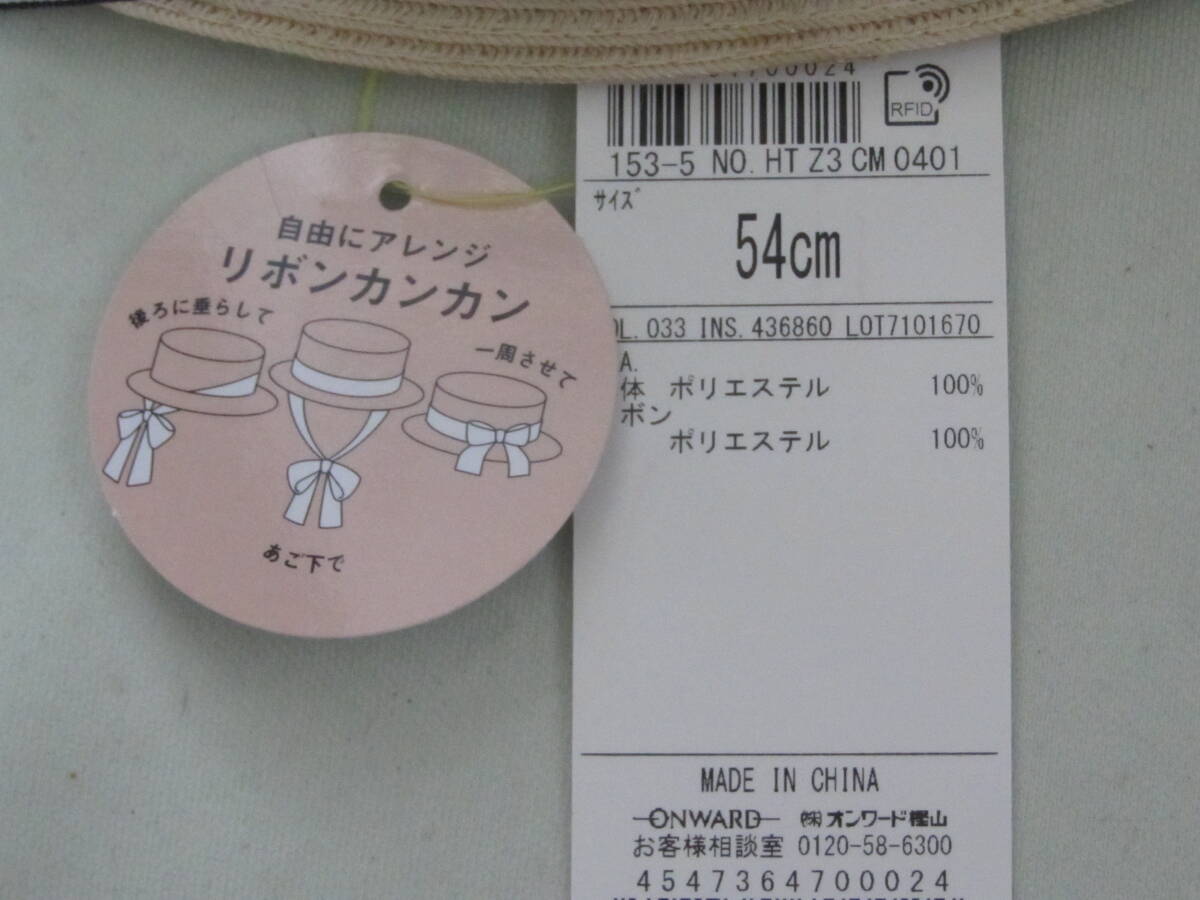 自由にアレンジ
リボンカンカン
後ろに垂らして
一周させて
あご下で
4700024
RFID
153-5 NO. HT Z3 CM 0401
サイズ
54cm
L. 033 INS. 436860 LOT7101670
A.
体 ポリエステル 100%
ボン
ポリエステル 100%
MADE IN CHINA
ONWARD ㈱オンワード樫山
お客様相談室 0120-58-6300
4547364700024